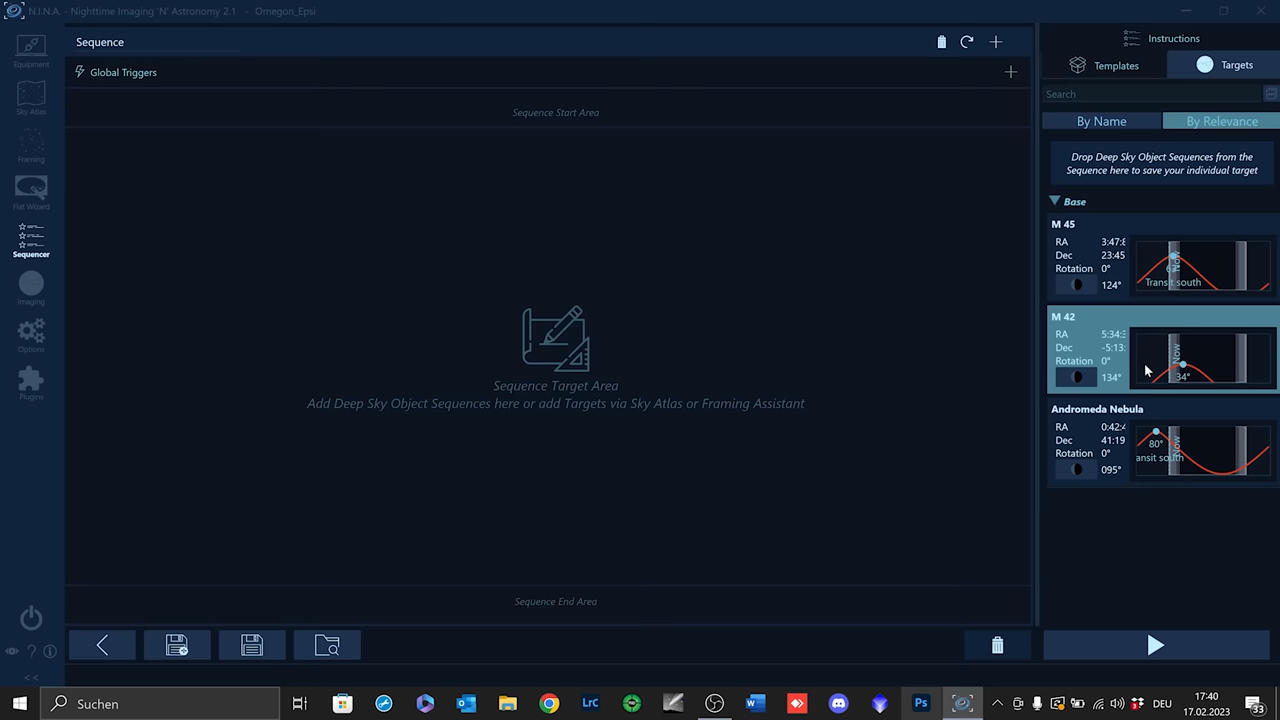 N.I.N.A. - Nighttime Imaging 'N' Astronomy 2.1 - Omegon_Epsi
Equipment
Sky Atlas
Framing
Flat Wizard
Sequencer
Imaging
Options
Plugins
<<
Sequence
Global Triggers
Sequence Start Area
Sequence Target Area
Add Deep Sky Object Sequences here or add Targets via Sky Atlas or Framing Assistant
Sequence End Area
Instructions
Templates
Targets
Search
By Name
By Relevance
Drop Deep Sky Object Sequences from the
Sequence here to save your individual target
Base
M 45
RA 3:47:
Dec 23:45
Rotation 0°
124°
Now
Transit south
M 42
RA 5:34:
Dec -5:13:
Rotation 0°
134°
Now
34°
Andromeda Nebula
RA 0:42:4
Dec 41:19
Rotation 0°
095°
Now
80°
ansit south
Suchen
LrC
Ps
DEU
17:40
17.02.2023
33